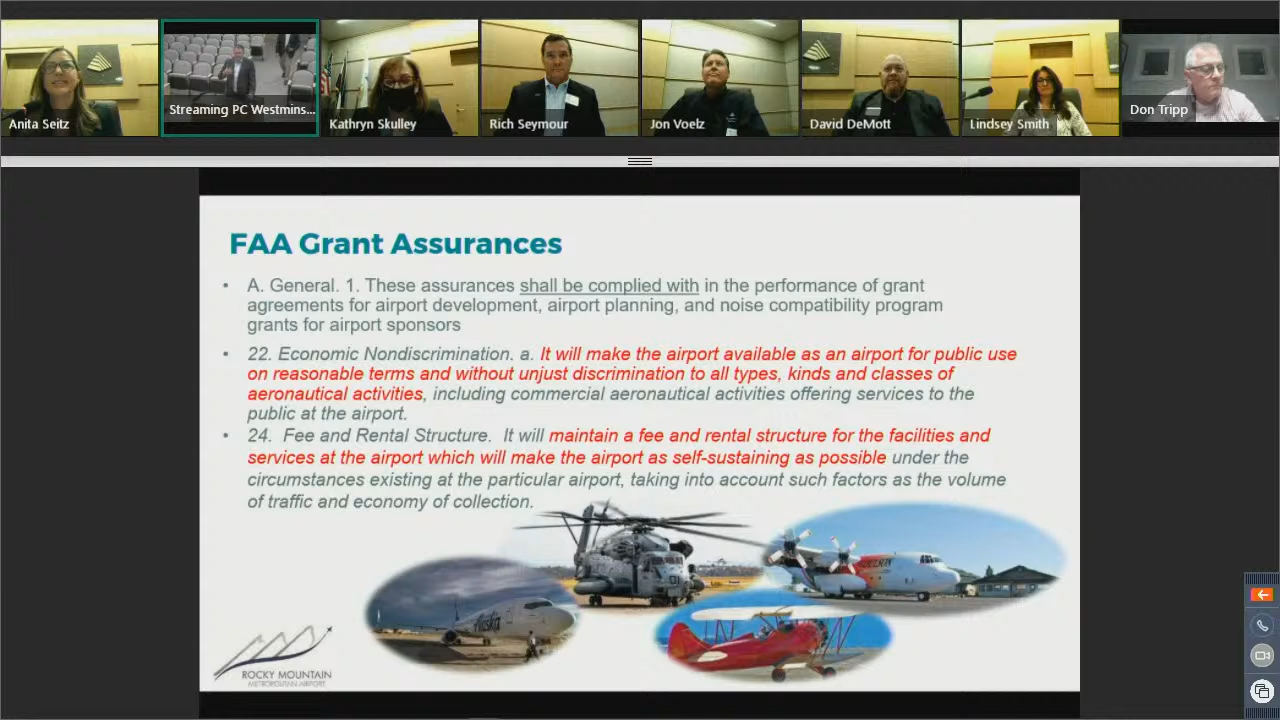 Anita Seitz
Streaming PC Westmins...
Kathryn Skulley
Rich Seymour
Jon Voelz
David DeMott
Lindsey Smith
Don Tripp
FAA Grant Assurances
• A. General. 1. These assurances shall be complied with in the performance of grant
agreements for airport development, airport planning, and noise compatibility program
grants for airport sponsors
• 22. Economic Nondiscrimination. a. It will make the airport available as an airport for public use
on reasonable terms and without unjust discrimination to all types, kinds and classes of
aeronautical activities, including commercial aeronautical activities offering services to the
public at the airport.
• 24. Fee and Rental Structure. It will maintain a fee and rental structure for the facilities and
services at the airport which will make the airport as self-sustaining as possible under the
circumstances existing at the particular airport, taking into account such factors as the volume
of traffic and economy of collection.
01
Alaska
ROCKY MOUNTAIN
METROPOLITAN AIRPORT